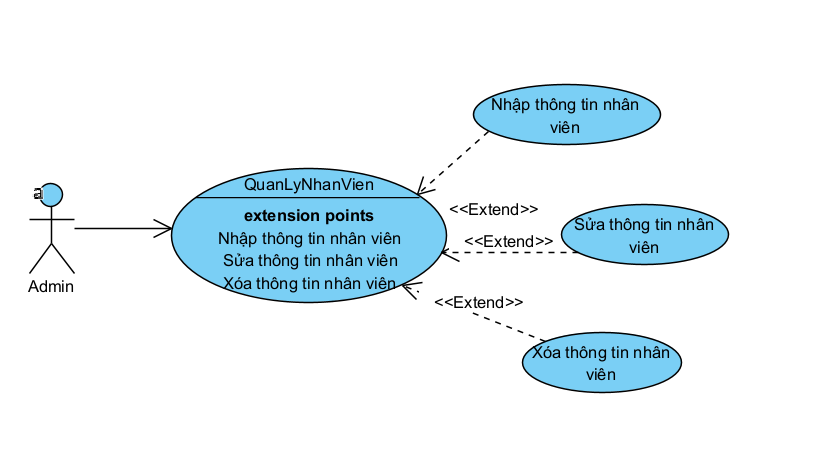 Nhập thông tin nhân
viên
QuanLyNhanVien
extension points
Nhập thông tin nhân viên
Sửa thông tin nhân viên
Xóa thông tin nhân viên
<<Extend>>
<<Extend>>
<<Extend>>
Sửa thông tin nhân
viên
Xóa thông tin nhân
viên
Admin